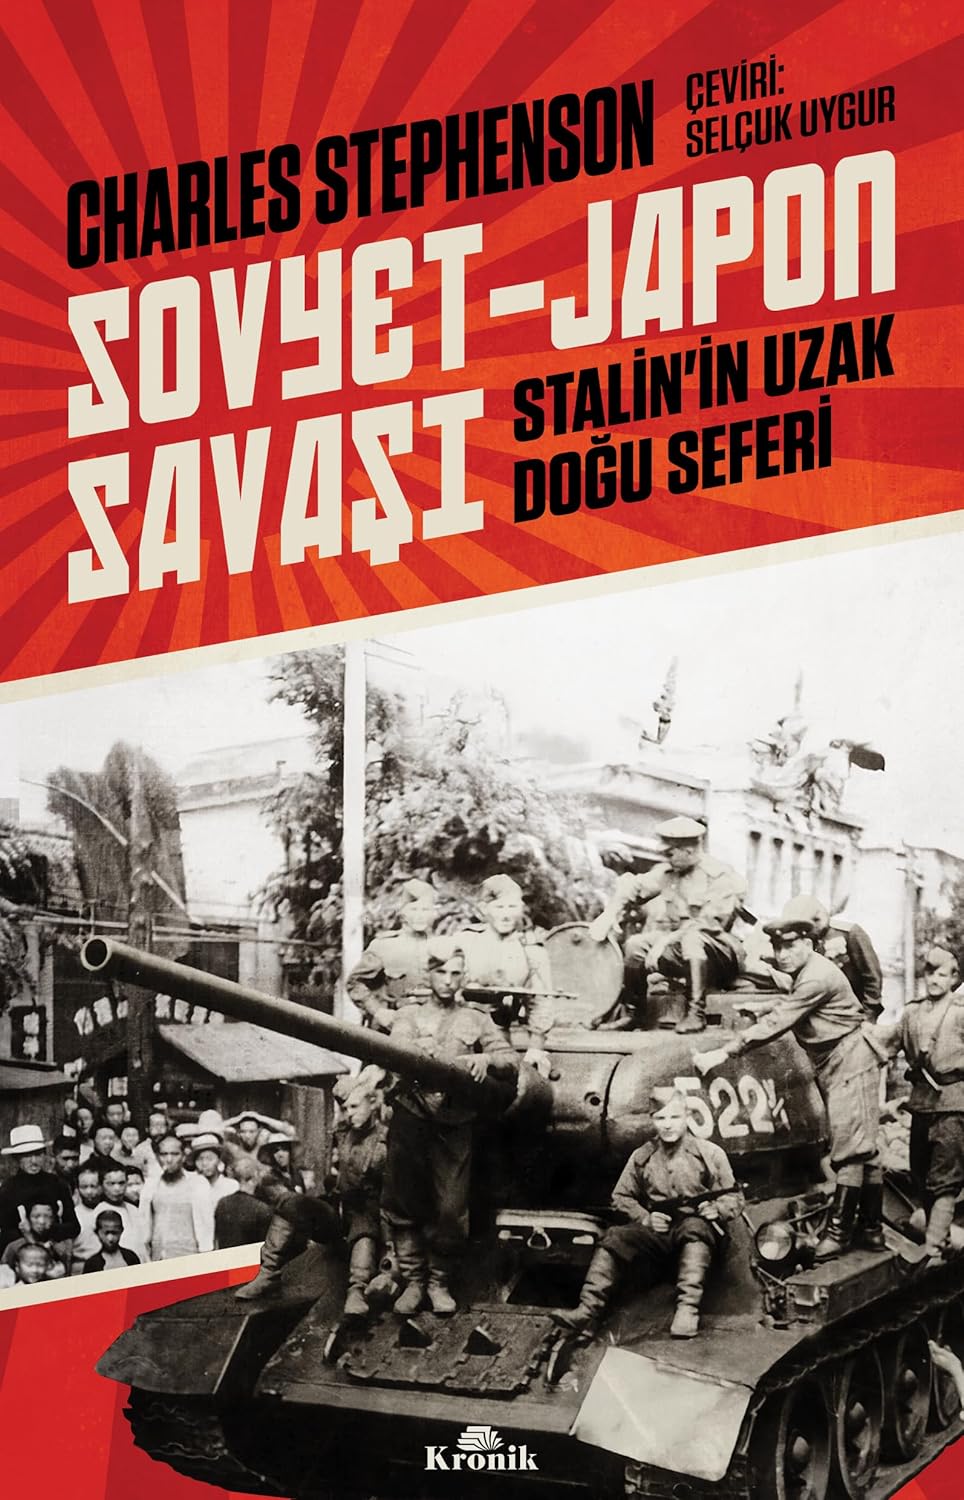 CHARLES STEPHENSON
ÇEVİRİ:
SELÇUK UYGUR
SOVYET-JAPON
SAVAŞI
STALİN'İN UZAK
DOĞU SEFERİ
522
Kronik